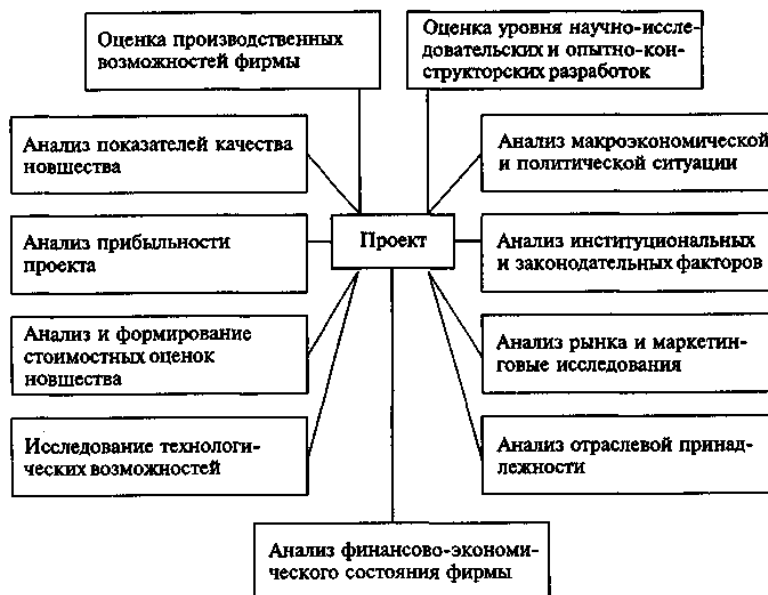 Оценка производственных
возможностей фирмы
Оценка уровня научно-иссле-
довательских и опытно-кон-
структорских разработок
Анализ показателей качества
новшества
Анализ макроэкономической
и политической ситуации
Анализ прибыльности
проекта
Проект
Анализ институциональных
и законодательных факторов
Анализ и формирование
стоимостных оценок
новшества
Анализ рынка и маркетин-
говые исследования
Исследование технологи-
ческих возможностей
Анализ отраслевой принад-
лежности
Анализ финансово-экономи-
ческого состояния фирмы